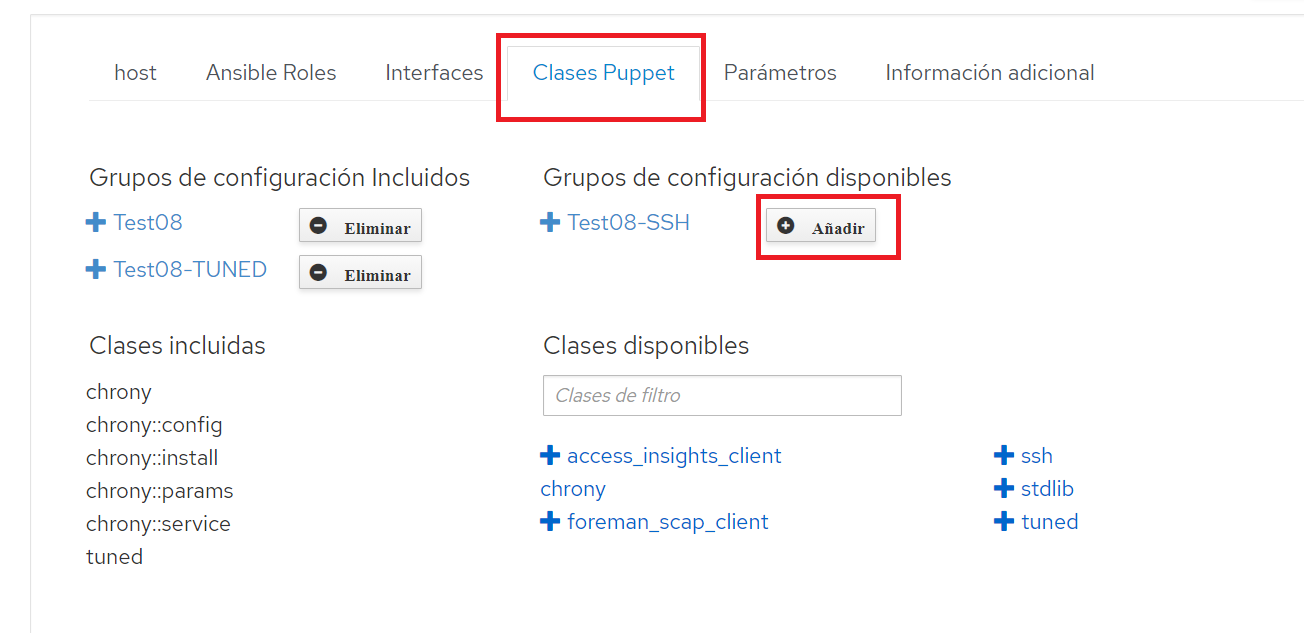 host Ansible Roles Interfaces Clases Puppet Parámetros Información adicional
Grupos de configuración Incluidos
Test08 Eliminar
Test08-TUNED Eliminar
Grupos de configuración disponibles
Test08-SSH Añadir
Clases incluidas
chrony
chrony::config
chrony::install
chrony::params
chrony::service
tuned
Clases disponibles
Clases de filtro
access_insights_client
chrony
foreman_scap_client
ssh
stdlib
tuned